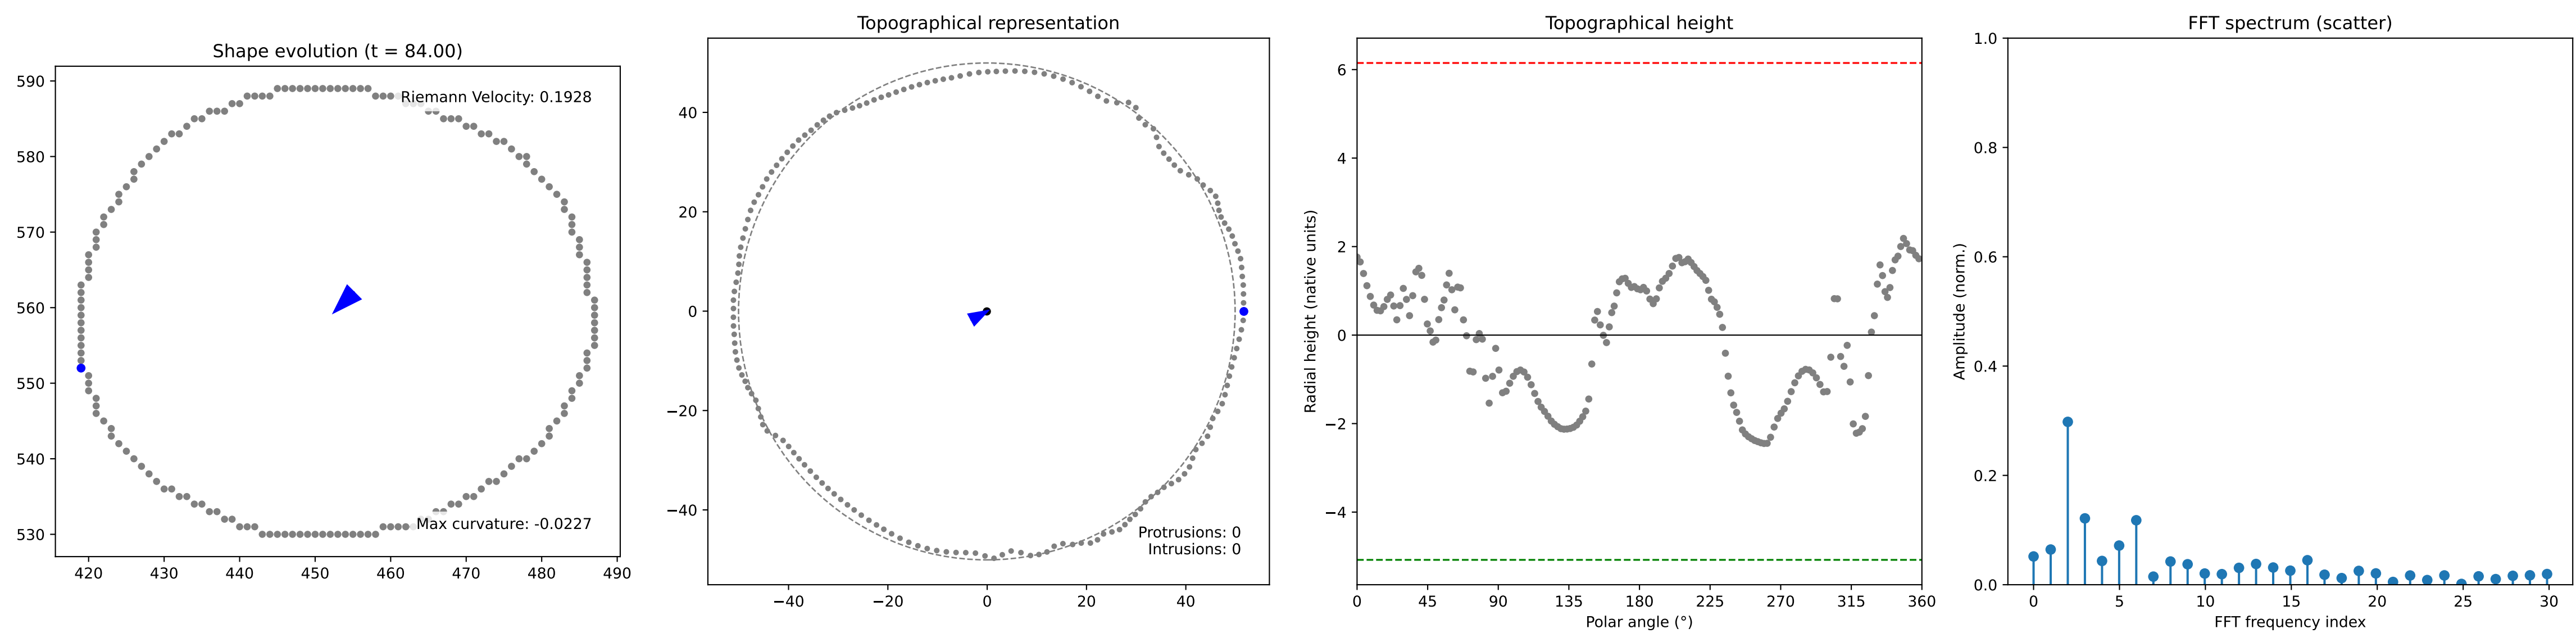 Shape evolution (t = 84.00)
590
580
570
560
550
540
530
420 430 440 450 460 470 480 490
Riemann Velocity: 0.1928
Max curvature: -0.0227
Topographical representation
40
20
0
−20
−40
−40 −20 0 20 40
Protrusions: 0
Intrusions: 0
Topographical height
Radial height (native units)
6
4
2
0
−2
−4
0 45 90 135 180 225 270 315 360
Polar angle (°)
FFT spectrum (scatter)
Amplitude (norm.)
1.0
0.8
0.6
0.4
0.2
0.0
0 5 10 15 20 25 30
FFT frequency index